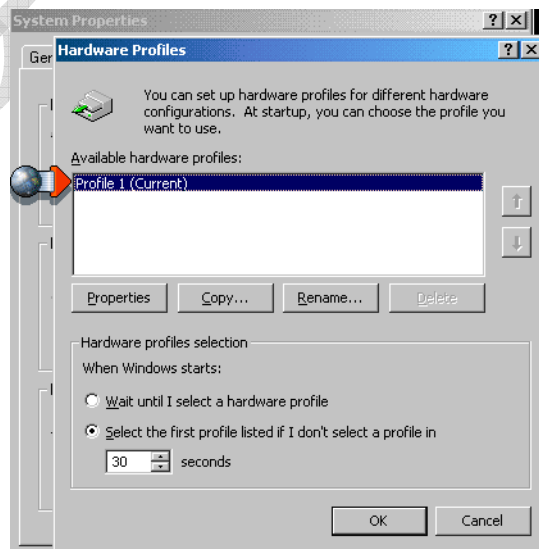 System Properties
Ger
Hardware Profiles
You can set up hardware profiles for different hardware
configurations. At startup, you can choose the profile you
want to use.
Available hardware profiles:
Profile 1 (Current)
Properties
Copy...
Rename...
Delete
Hardware profiles selection
When Windows starts:
Wait until I select a hardware profile
Select the first profile listed if I don't select a profile in
30 seconds
OK
Cancel